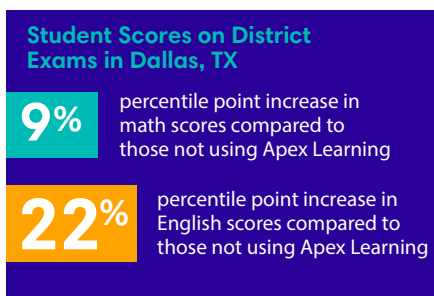 Student Scores on District
Exams in Dallas, TX
9%
percentile point increase in
math scores compared to
those not using Apex Learning
22%
percentile point increase in
English scores compared to
those not using Apex Learning